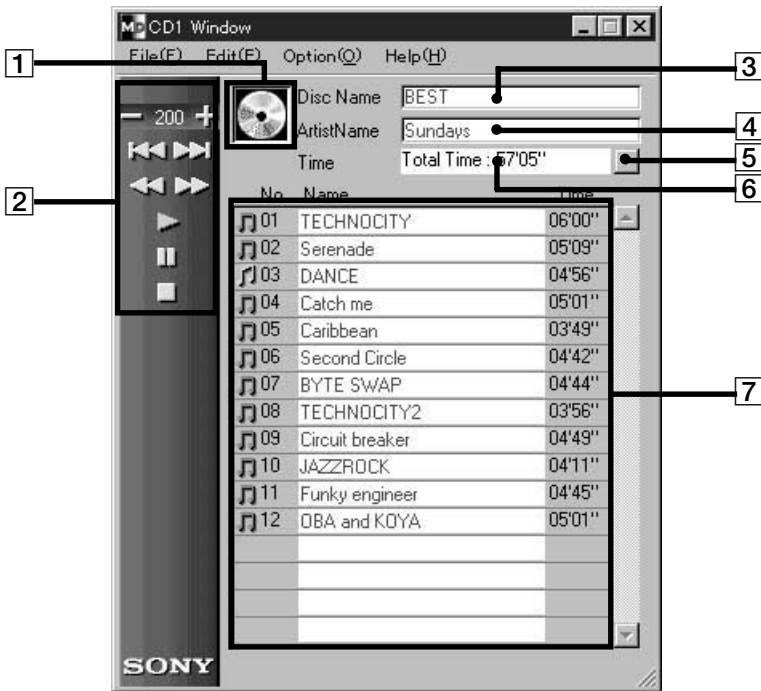 MD CD1 Window
File(F) Edit(E) Option(O) Help(H)
1
3
200
Disc Name BEST
ArtistName Sundays
4
Time Total Time : 57'05"
5
6
2
No Name Time
01 TECHNOCITY 06'00"
02 Serenade 05'09"
03 DANCE 04'56"
04 Catch me 05'01"
05 Caribbean 03'49"
06 Second Circle 04'42"
07 BYTE SWAP 04'44"
7
08 TECHNOCITY2 03'56"
09 Circuit breaker 04'49"
10 JAZZROCK 04'11"
11 Funky engineer 04'45"
12 OBA and KOYA 05'01"
SONY